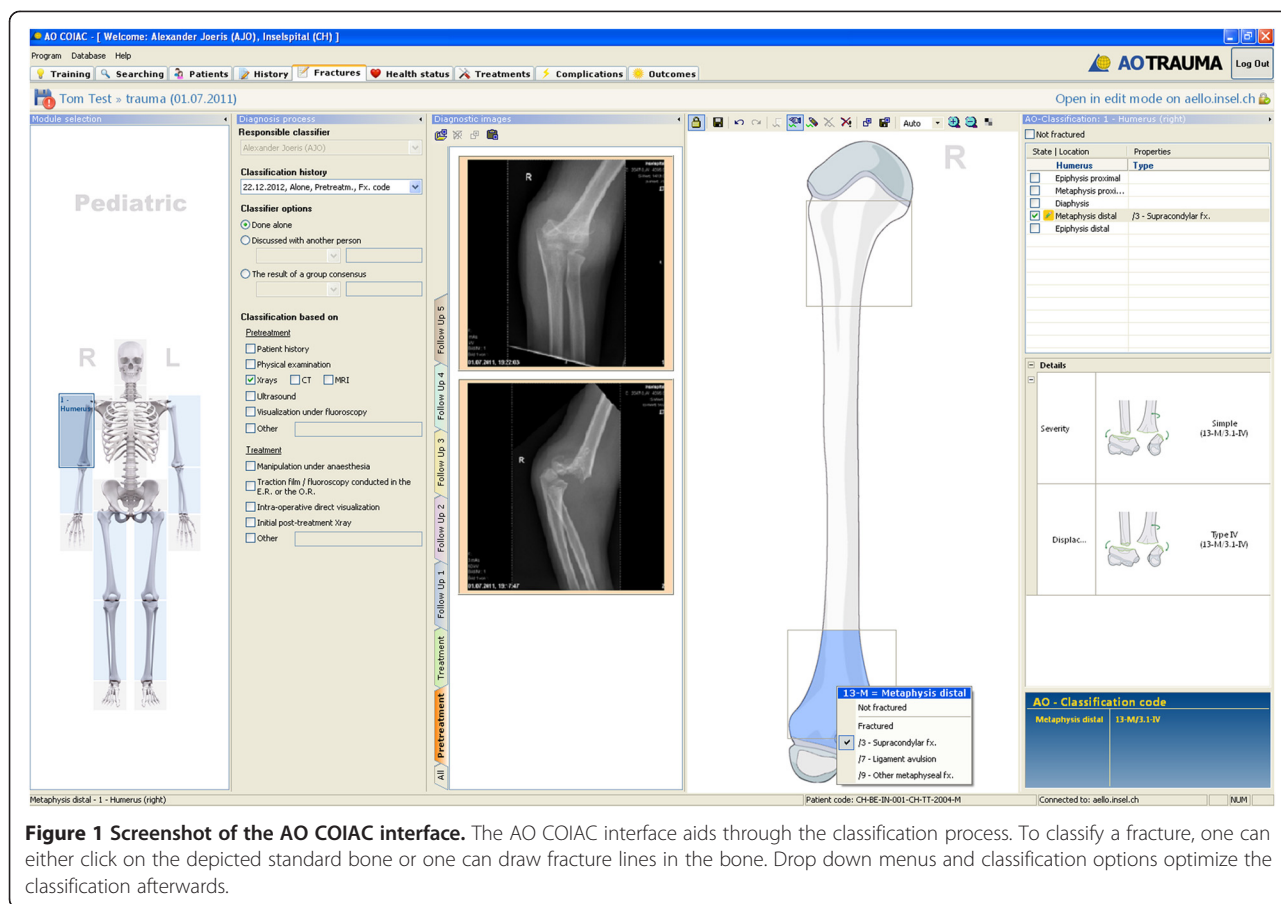 AO COIAC - [ Welcome: Alexander Joeris (AJO), Inselspital (CH) ]
Program Database Help
Training Searching Patients History Fractures Health status Treatments Complications Outcomes
AOTRAUMA
Log Out
Tom Test » trauma (01.07.2011)
Open in edit mode on aello.insel.ch
Module selection
Pediatric
R L
1 -
Humerus
Diagnosis process
Responsible classifier
Alexander Joeris (AJO)
Classification history
22.12.2012, Alone, Pretreatm., Fx. code
Classifier options
Done alone
Discussed with another person
The result of a group consensus
Classification based on
Pretreatment
Patient history
Physical examination
Xrays CT MRI
Ultrasound
Visualization under fluoroscopy
Other
Treatment
Manipulation under anaesthesia
Traction film / fluoroscopy conducted in the
E.R. or the O.R.
Intra-operative direct visualization
Initial post-treatment Xray
Other
Diagnostic images
Follow Up 5
Follow Up 4
Follow Up 3
Follow Up 2
Follow Up 1
Treatment
Pretreatment
All
R
01.07.2011, 19:22:05
R
01.07.2011, 19:17:47
Auto
R
13-M = Metaphysis distal
Not fractured
Fractured
/3 - Supracondylar fx.
/7 - Ligament avulsion
/9 - Other metaphyseal fx.
AO-Classification: 1 - Humerus (right)
Not fractured
State | Location Properties
Humerus Type
Epiphysis proximal
Metaphysis proxi...
Diaphysis
Metaphysis distal /3 - Supracondylar fx.
Epiphysis distal
Details
Severity
Simple
(13-M/3.1-IV)
Displac...
Type IV
(13-M/3.1-IV)
AO - Classification code
Metaphysis distal 13-M/3.1-IV
Metaphysis distal - 1 - Humerus (right)
Patient code: CH-BE-IN-001-CH-TT-2004-M
Connected to: aello.insel.ch
NUM
Figure 1 Screenshot of the AO COIAC interface. The AO COIAC interface aids through the classification process. To classify a fracture, one can
either click on the depicted standard bone or one can draw fracture lines in the bone. Drop down menus and classification options optimize the
classification afterwards.